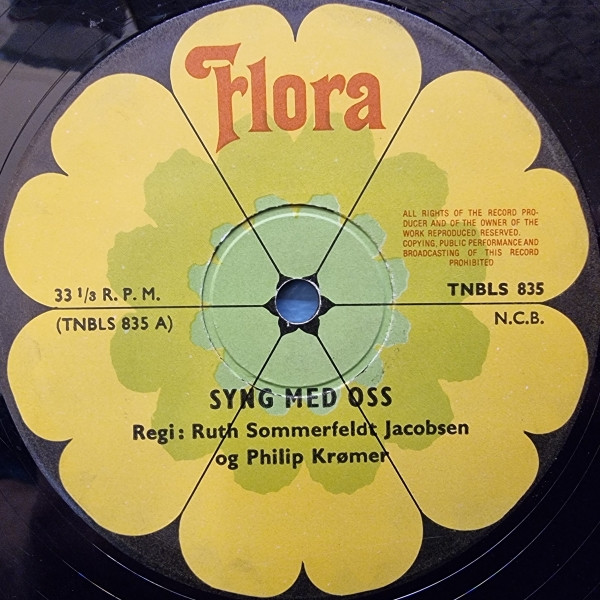 Flora
ALL RIGHTS OF THE RECORD PRO-
DUCER AND OF THE OWNER OF THE
WORK REPRODUCED RESERVED.
COPYING, PUBLIC PERFORMANCE AND
BROADCASTING OF THIS RECORD
PROHIBITED
33 1/3 R. P. M.
TNBLS 835
(TNBLS 835 A)
N.C.B.
SYNG MED OSS
Regi: Ruth Sommerfeldt Jacobsen
og Philip Krømer